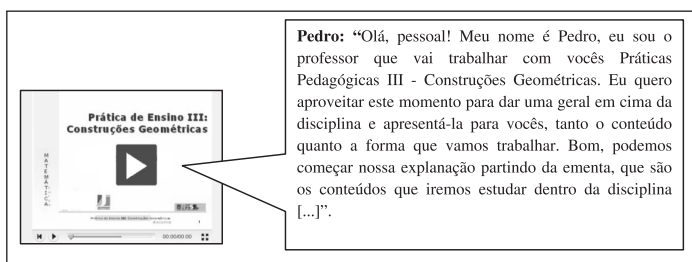 Prática de Ensino III:
Construções Geométricas
MATEMÁTICA
00:00/00:00
Pedro: “Olá, pessoal! Meu nome é Pedro, eu sou o
professor que vai trabalhar com vocês Práticas
Pedagógicas III - Construções Geométricas. Eu quero
aproveitar este momento para dar uma geral em cima da
disciplina e apresentá-la para vocês, tanto o conteúdo
quanto a forma que vamos trabalhar. Bom, podemos
começar nossa explanação partindo da ementa, que são
os conteúdos que iremos estudar dentro da disciplina
[...]”.